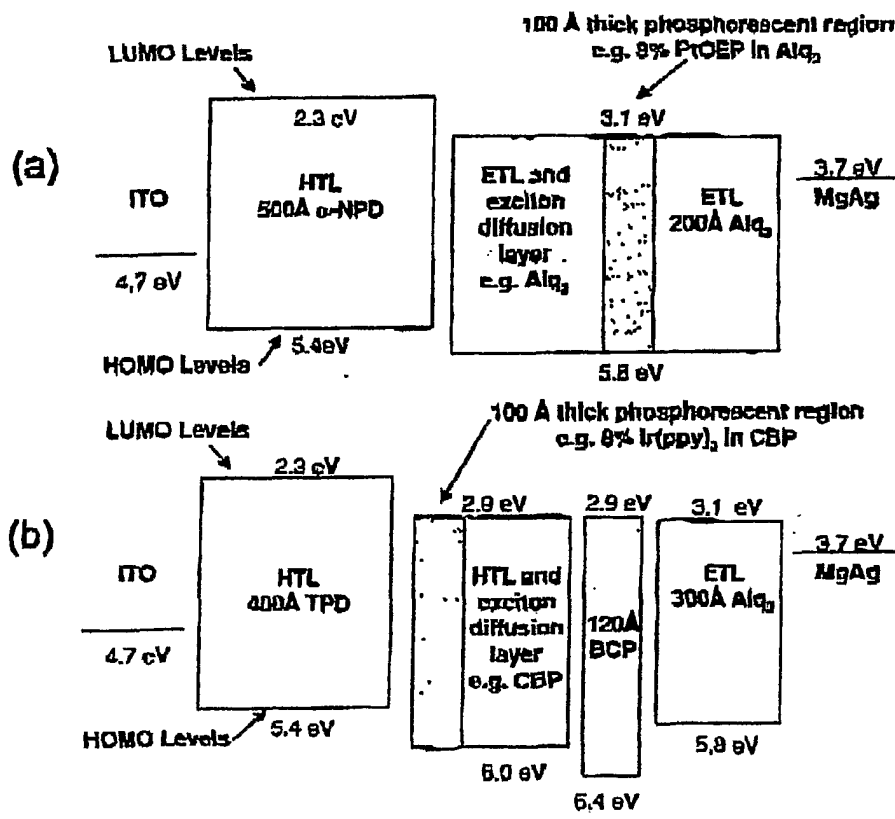 100 Å thick phosphorescent region
e.g. 8% PtOEP in Alq₃
LUMO Levels
2.3 eV
3.1 eV
(a)
ITO
HTL
500Å α-NPD
ETL and
exciton
diffusion
layer
e.g. Alq₃
ETL
200Å Alq₃
3.7 eV
MgAg
4.7 eV
5.4eV
HOMO Levels
5.8 eV
100 Å thick phosphorescent region
e.g. 8% Ir(ppy)₃ in CBP
LUMO Levels
2.3 eV
2.9 eV
2.9 eV
3.1 eV
(b)
ITO
HTL
400Å TPD
HTL and
exciton
diffusion
layer
e.g. CBP
120Å
BCP
ETL
300Å Alq₃
3.7 eV
MgAg
4.7 eV
HOMO Levels
5.4 eV
6.0 eV
5.8 eV
6.4 eV